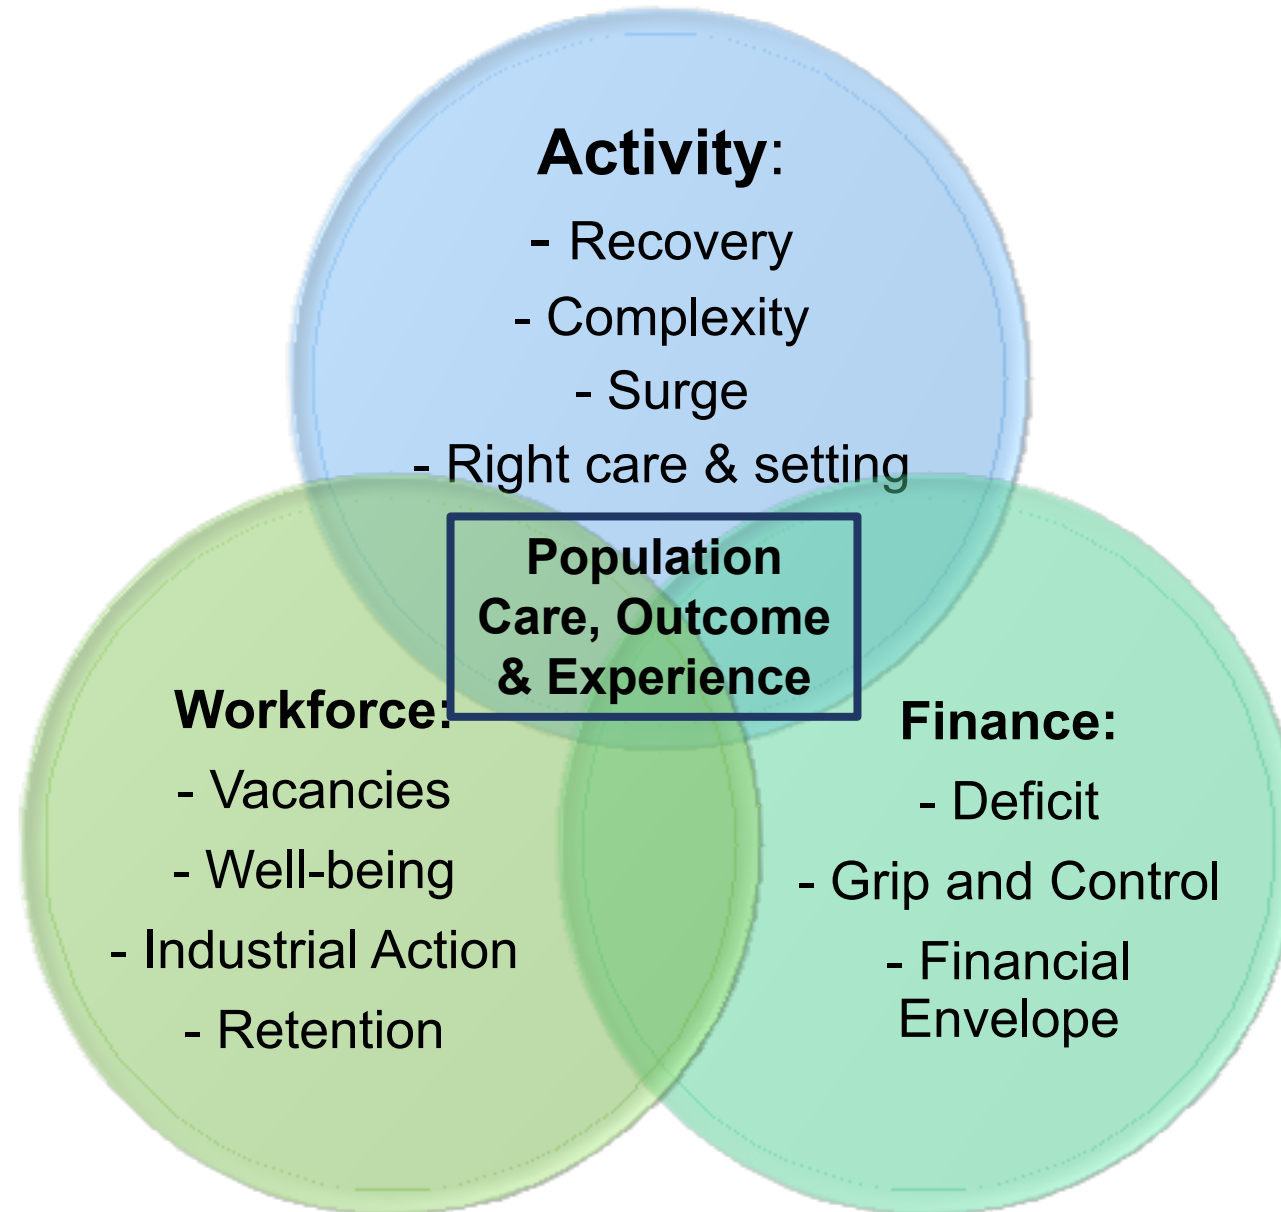 Activity:
- Recovery
- Complexity
- Surge
- Right care & setting
Population
Care, Outcome
& Experience
Workforce:
- Vacancies
- Well-being
- Industrial Action
- Retention
Finance:
- Deficit
- Grip and Control
- Financial
Envelope